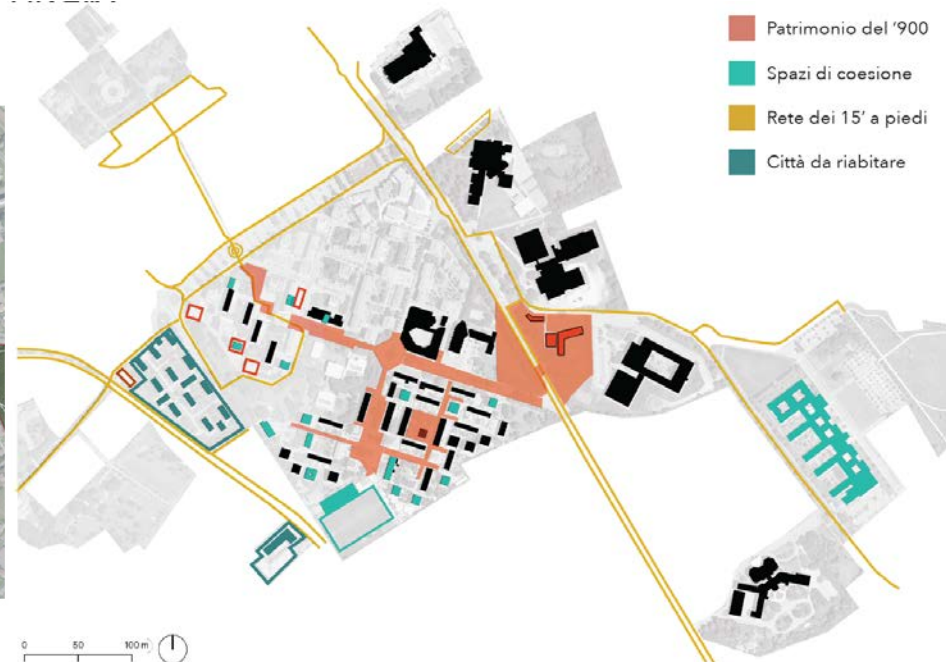 Patrimonio del '900
Spazi di coesione
Rete dei 15' a piedi
Città da riabitare
0 50 100 m